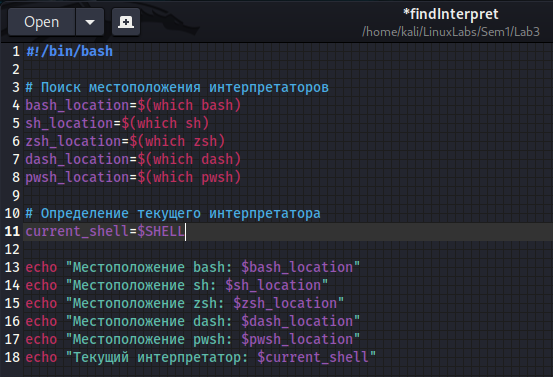 Open
*findInterpret
/home/kali/LinuxLabs/Sem1/Lab3
1 #!/bin/bash
2
3 # Поиск местоположения интерпретаторов
4 bash_location=$(which bash)
5 sh_location=$(which sh)
6 zsh_location=$(which zsh)
7 dash_location=$(which dash)
8 pwsh_location=$(which pwsh)
9
10 # Определение текущего интерпретатора
11 current_shell=$SHELL
12
13 echo "Местоположение bash: $bash_location"
14 echo "Местоположение sh: $sh_location"
15 echo "Местоположение zsh: $zsh_location"
16 echo "Местоположение dash: $dash_location"
17 echo "Местоположение pwsh: $pwsh_location"
18 echo "Текущий интерпретатор: $current_shell"